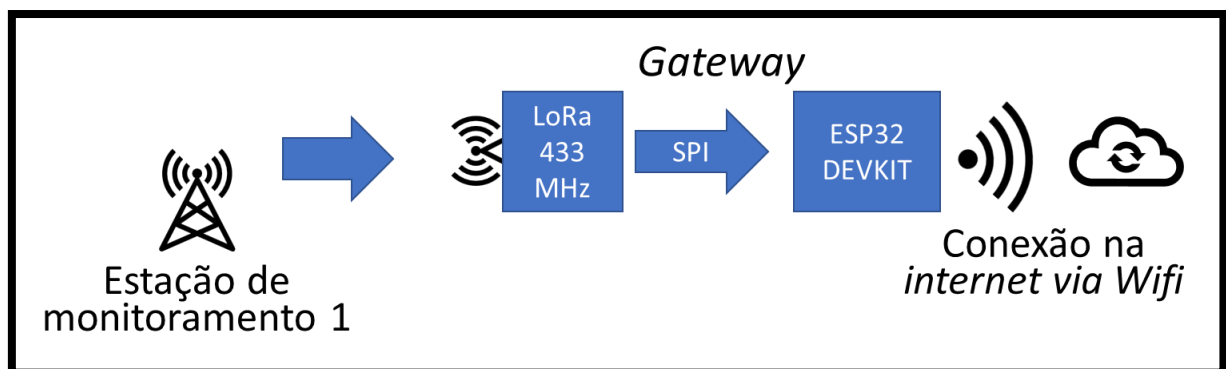 Gateway
LoRa
433
MHz
SPI
ESP32
DEVKIT
Estação de
monitoramento 1
Conexão na
internet via Wifi